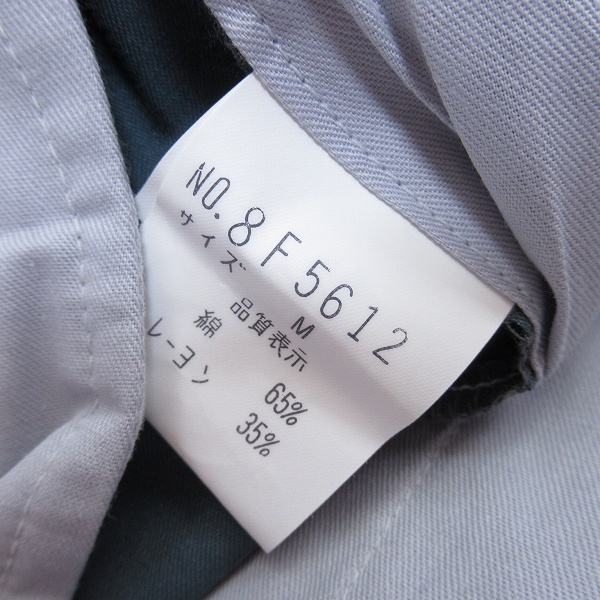 NO. 8F5612
サイズ M
品質表示
綿 65%
レーヨン 35%